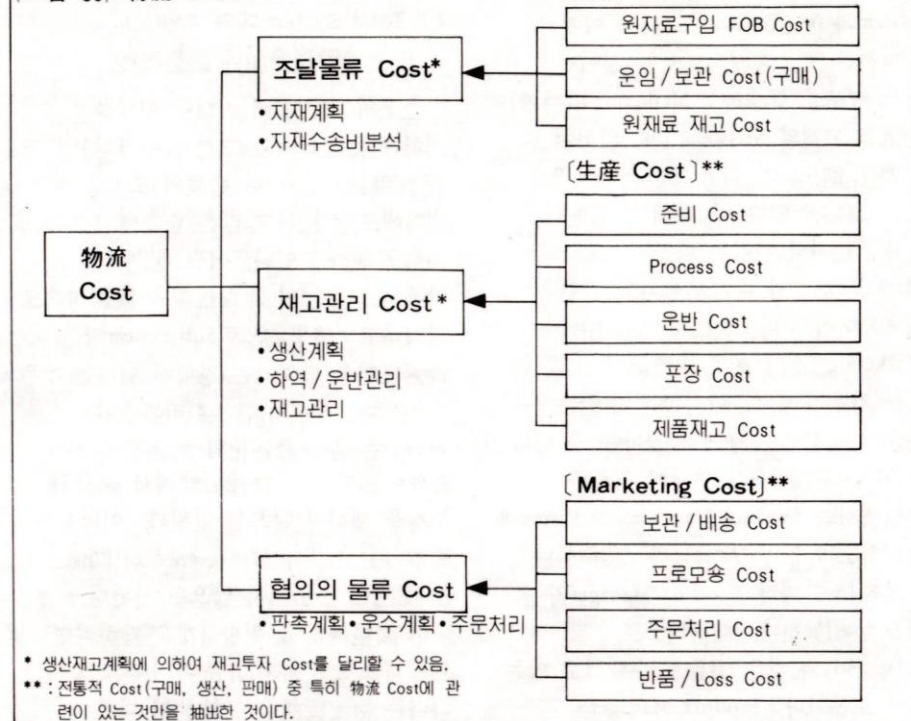 원자료구입 FOB Cost
조달물류 Cost*
운임/보관 Cost(구매)
•자재계획
원재료 재고 Cost
•자재수송비분석
〔生産 Cost〕**
준비 Cost
物流
Cost
Process Cost
재고관리 Cost*
운반 Cost
•생산계획
•하역/운반관리
포장 Cost
•재고관리
제품재고 Cost
〔Marketing Cost〕**
보관/배송 Cost
협의의 물류 Cost
프로모숑 Cost
•판촉계획•운수계획•주문처리
주문처리 Cost
* 생산재고계획에 의하여 재고투자 Cost를 달리할 수 있음.
반품/Loss Cost
**:전통적 Cost(구매, 생산, 판매) 중 특히 物流 Cost에 관
련이 있는 것만을 抽出한 것이다.